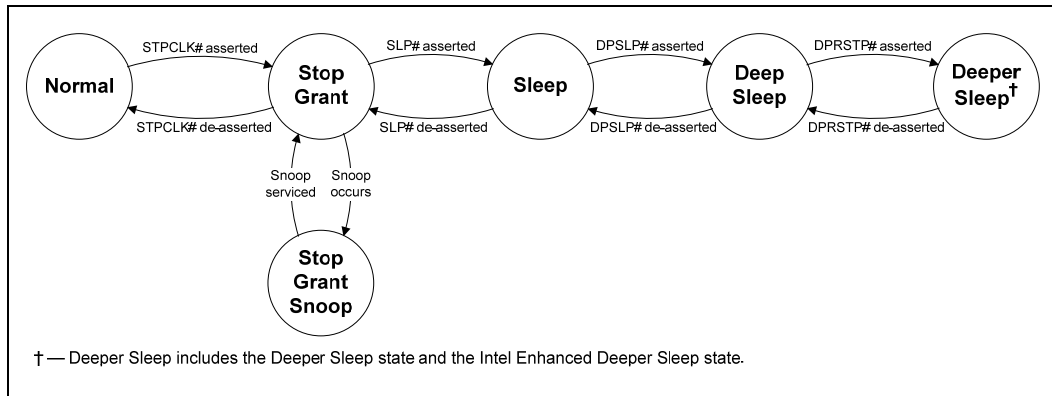 STPCLK# asserted
SLP# asserted
DPSLP# asserted
DPRSTP# asserted
Normal
Stop
Grant
Sleep
Deep
Sleep
Deeper
Sleep†
STPCLK# de-asserted
SLP# de-asserted
DPSLP# de-asserted
DPRSTP# de-asserted
Snoop
serviced
Snoop
occurs
Stop
Grant
Snoop
† — Deeper Sleep includes the Deeper Sleep state and the Intel Enhanced Deeper Sleep state.